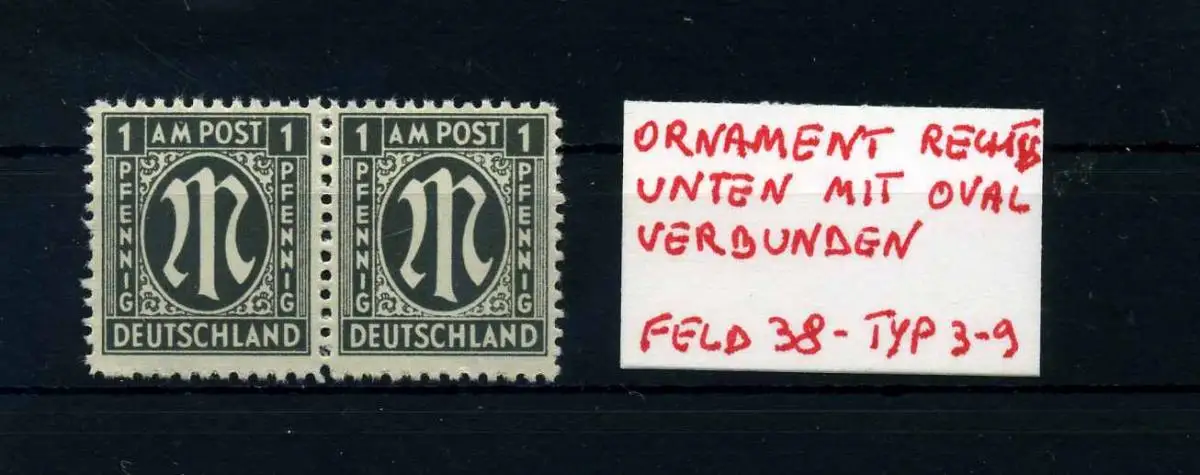 1 AM POST 1
PFENNIG
PFENNIG
M
DEUTSCHLAND
1 AM POST 1
PFENNIG
PFENNIG
M
DEUTSCHLAND
ORNAMENT RECHTS
UNTEN MIT OVAL
VERBUNDEN
FELD 38 - TYP 3-9